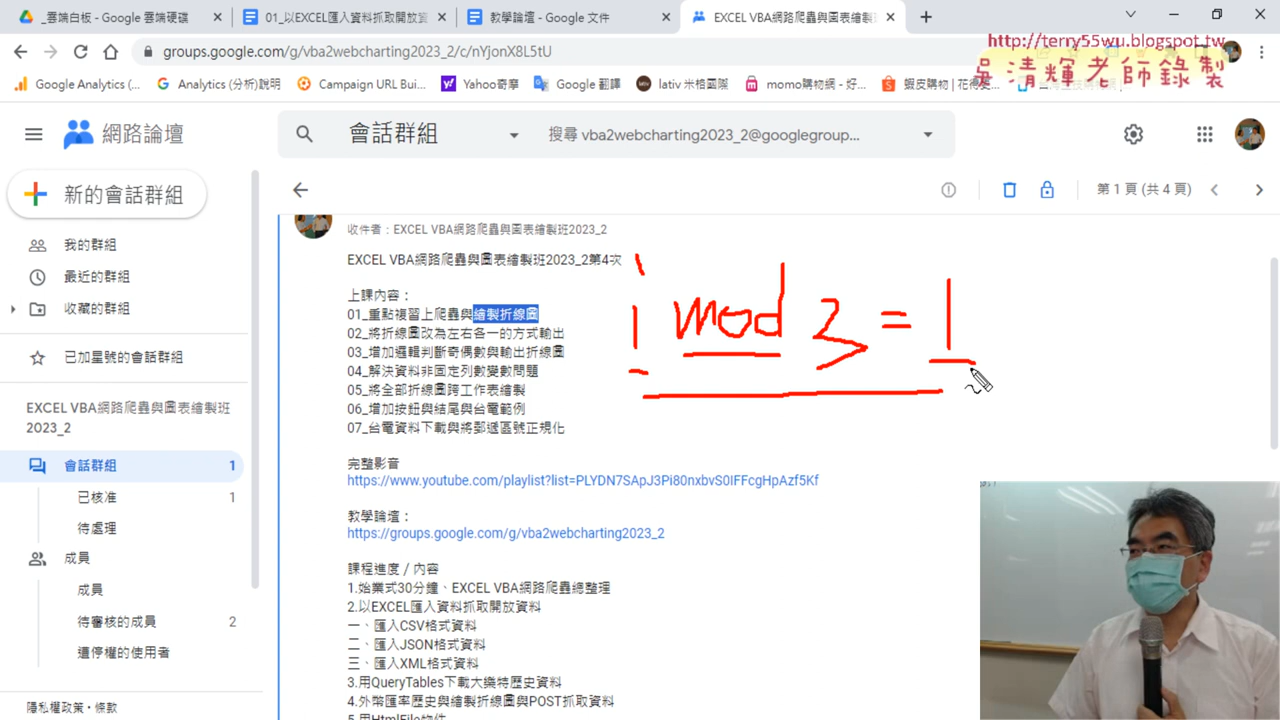 _雲端白板 - Google 雲端硬碟
01_以EXCEL匯入資料抓取開放資
教學論壇 - Google 文件
EXCEL VBA網路爬蟲與圖表繪製
groups.google.com/g/vba2webcharting2023_2/c/nYjonX8L5tU
http://terry55wu.blogspot.tw
吳清輝老師錄製
Google Analytics (...
Analytics (分析)說明
Campaign URL Bui...
Yahoo奇摩
Google 翻譯
lativ 米格國際
momo購物網 - 好...
蝦皮購物 | 花得更...
網路論壇
會話群組
搜尋 vba2webcharting2023_2@googlegroup...
新的會話群組
第 1 頁 (共 4 頁)
我的群組
最近的群組
收藏的群組
已加星號的會話群組
EXCEL VBA網路爬蟲與圖表繪製班
2023_2
會話群組 1
已核准 1
待處理
成員
成員
待審核的成員 2
遭停權的使用者
隱私權政策・條款
收件者：EXCEL VBA網路爬蟲與圖表繪製班2023_2
EXCEL VBA網路爬蟲與圖表繪製班2023_2第4次
上課內容：
01_重點複習上爬蟲與繪製折線圖
02_將折線圖改為左右各一的方式輸出
03_增加邏輯判斷奇偶數與輸出折線圖
04_解決資料非固定列數變數問題
05_將全部折線圖跨工作表繪製
06_增加按鈕與結尾與台電範例
07_台電資料下載與將郵遞區號正規化
1 mod 3 = 1
完整影音
https://www.youtube.com/playlist?list=PLYDN7SApJ3Pi80nxbvS0IFFcgHpAzf5Kf
教學論壇：
https://groups.google.com/g/vba2webcharting2023_2
課程進度 / 內容
1.始業式30分鐘、EXCEL VBA網路爬蟲總整理
2.以EXCEL匯入資料抓取開放資料
一、匯入CSV格式資料
二、匯入JSON格式資料
三、匯入XML格式資料
3.用QueryTables下載大樂特歷史資料
4.外幣匯率歷史與繪製折線圖與POST抓取資料
5.用HtmlFile物件